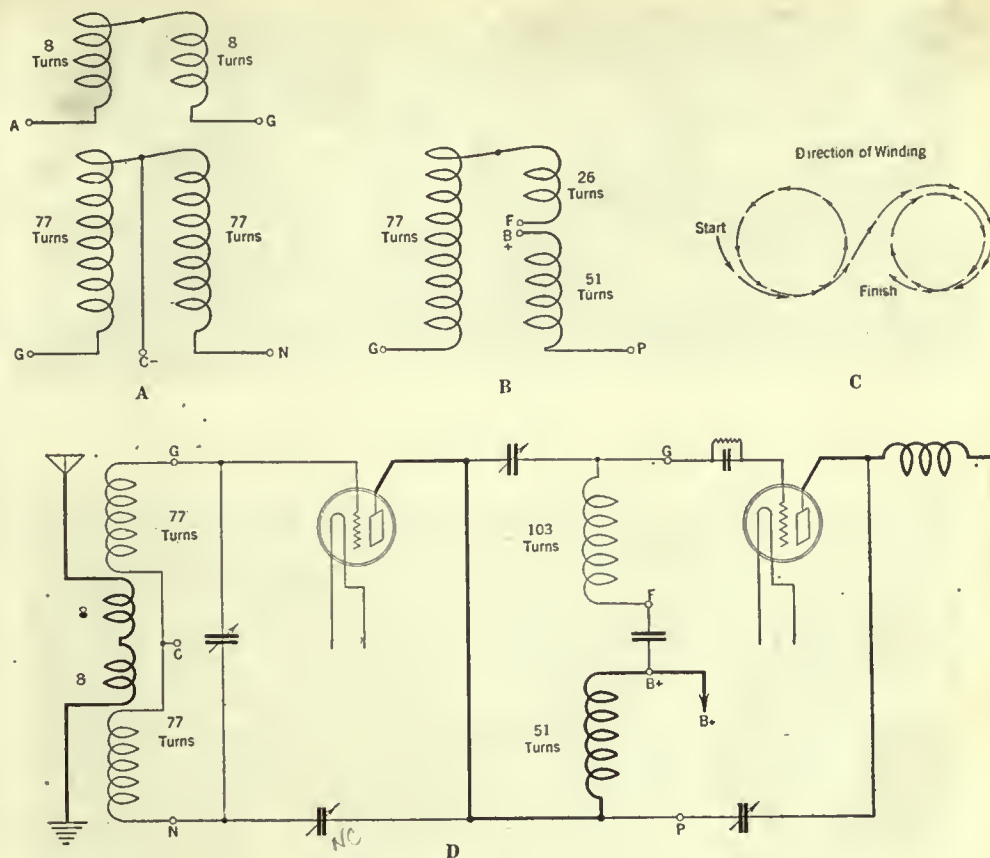 8
Turns
8
Turns
A
G
77
Turns
77
Turns
G
C-
N
A
77
Turns
26
Turns
F
B
+
51
Turns
G
P
B
Direction of Winding
Start
Finish
C
G
77
Turns
8
C
8
77
Turns
N
NC
G
103
Turns
F
B+
B+
51
Turns
P
D